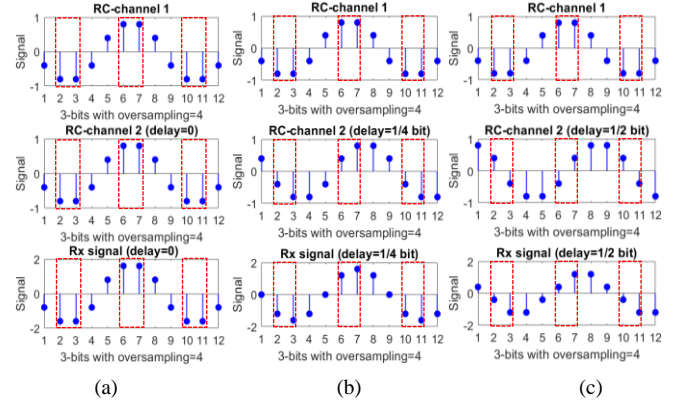 RC-channel 1
Signal
1
0
-1
1 2 3 4 5 6 7 8 9 10 11 12
3-bits with oversampling=4
RC-channel 2 (delay=0)
Signal
1
0
-1
1 2 3 4 5 6 7 8 9 10 11 12
3-bits with oversampling=4
Rx signal (delay=0)
Signal
2
0
-2
1 2 3 4 5 6 7 8 9 10 11 12
3-bits with oversampling=4
(a)
RC-channel 1
Signal
1
0
-1
1 2 3 4 5 6 7 8 9 10 11 12
3-bits with oversampling=4
RC-channel 2 (delay=1/4 bit)
Signal
1
0
-1
1 2 3 4 5 6 7 8 9 10 11 12
3-bits with oversampling=4
Rx signal (delay=1/4 bit)
Signal
2
0
-2
1 2 3 4 5 6 7 8 9 10 11 12
3-bits with oversampling=4
(b)
RC-channel 1
Signal
1
0
-1
1 2 3 4 5 6 7 8 9 10 11 12
3-bits with oversampling=4
RC-channel 2 (delay=1/2 bit)
Signal
1
0
-1
1 2 3 4 5 6 7 8 9 10 11 12
3-bits with oversampling=4
Rx signal (delay=1/2 bit)
Signal
2
0
-2
1 2 3 4 5 6 7 8 9 10 11 12
3-bits with oversampling=4
(c)